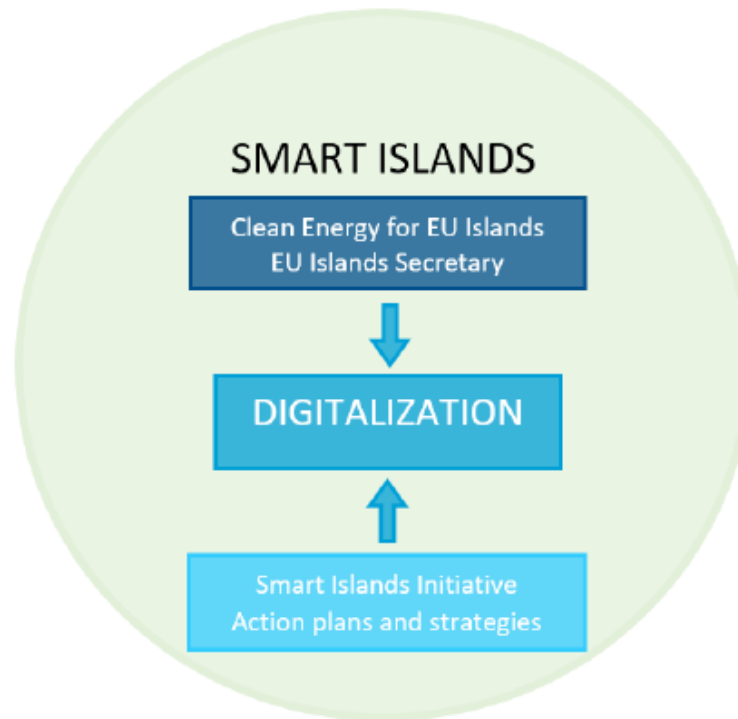 SMART ISLANDS
Clean Energy for EU Islands
EU Islands Secretary
DIGITALIZATION
Smart Islands Initiative
Action plans and strategies